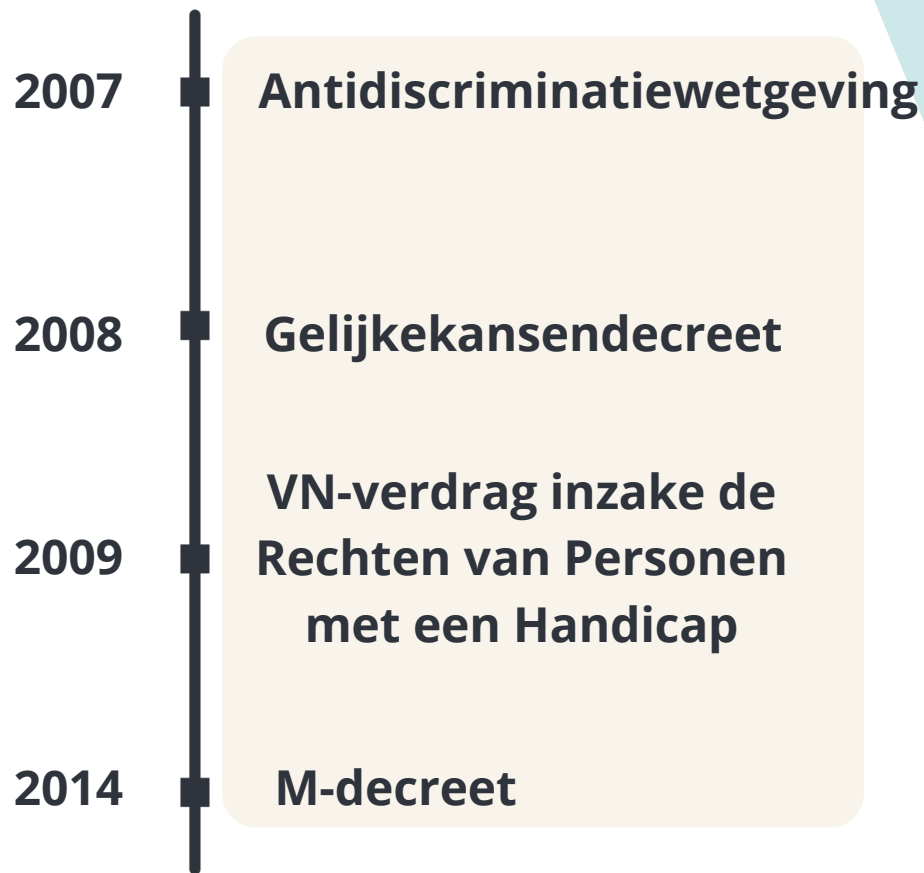 2007 Antidiscriminatiewetgeving
2008 Gelijkekansendecreet
VN-verdrag inzake de
2009 Rechten van Personen
met een Handicap
2014 M-decreet